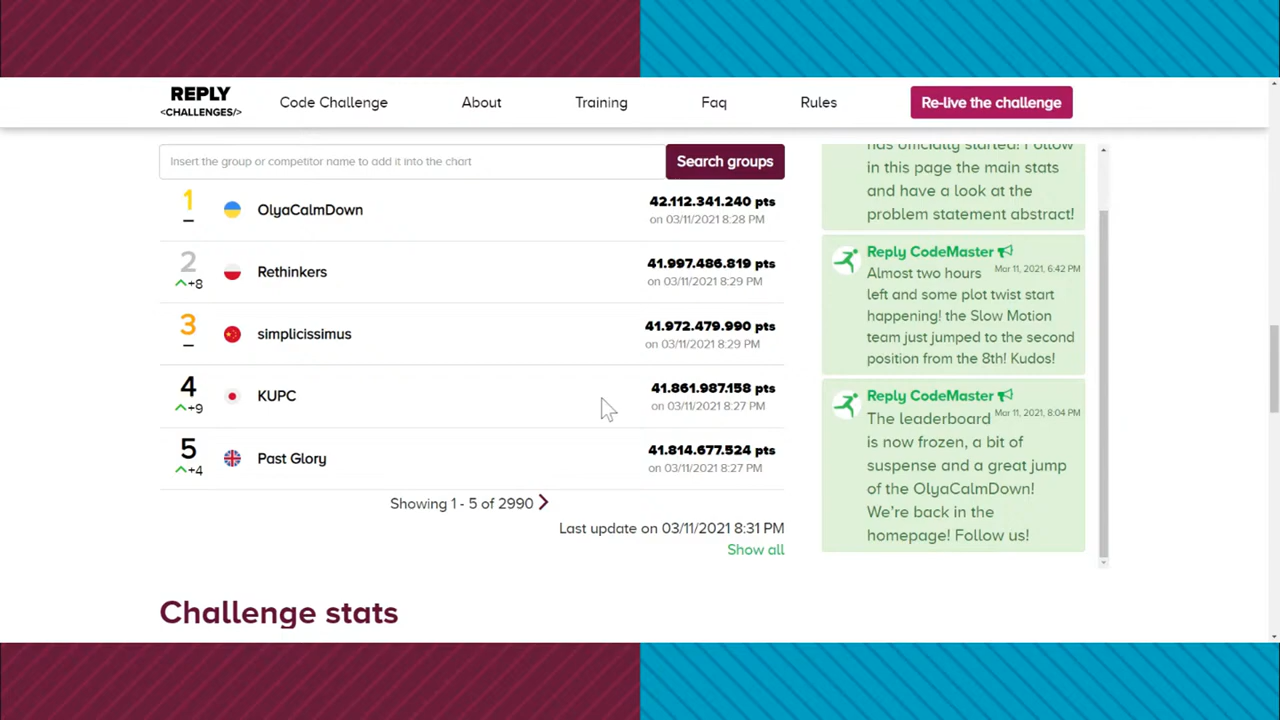 REPLY
<CHALLENGES/>
Code Challenge
About
Training
Faq
Rules
Re-live the challenge
Insert the group or competitor name to add it into the chart
Search groups
1
OlyaCalmDown
42.112.341.240 pts
on 03/11/2021 8:28 PM
2
+8
Rethinkers
41.997.486.819 pts
on 03/11/2021 8:29 PM
3
simplicissimus
41.972.479.990 pts
on 03/11/2021 8:29 PM
4
+9
KUPC
41.861.987.158 pts
on 03/11/2021 8:27 PM
5
+4
Past Glory
41.814.677.524 pts
on 03/11/2021 8:27 PM
Showing 1 - 5 of 2990
Last update on 03/11/2021 8:31 PM
Show all
has officially started! Follow
in this page the main stats
and have a look at the
problem statement abstract!
Reply CodeMaster
Mar 11, 2021, 6:42 PM
Almost two hours
left and some plot twist start
happening! the Slow Motion
team just jumped to the second
position from the 8th! Kudos!
Reply CodeMaster
Mar 11, 2021, 8:04 PM
The leaderboard
is now frozen, a bit of
suspense and a great jump
of the OlyaCalmDown!
We're back in the
homepage! Follow us!
Challenge stats